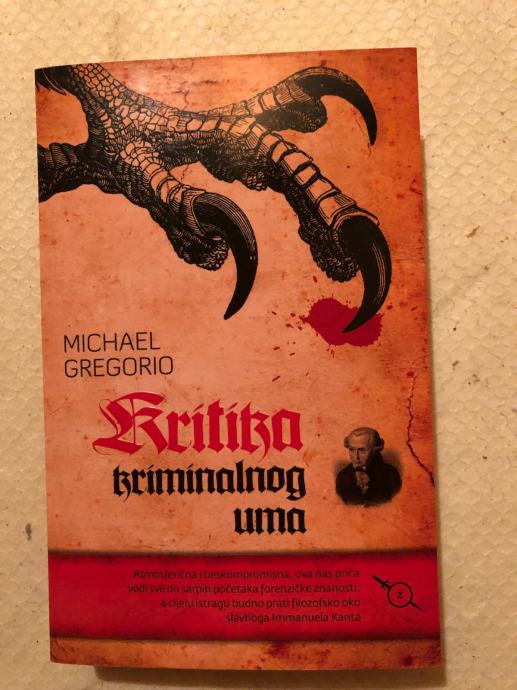 MICHAEL
GREGORIO
Kritika
kriminalnog
uma
Atmosferična i beskompromisna, ova nas priča
vodi sve do samih početaka forenzičke znanosti,
a cijelu istragu budno prati filozofsko oko
slavnoga Immanuela Kanta
ž